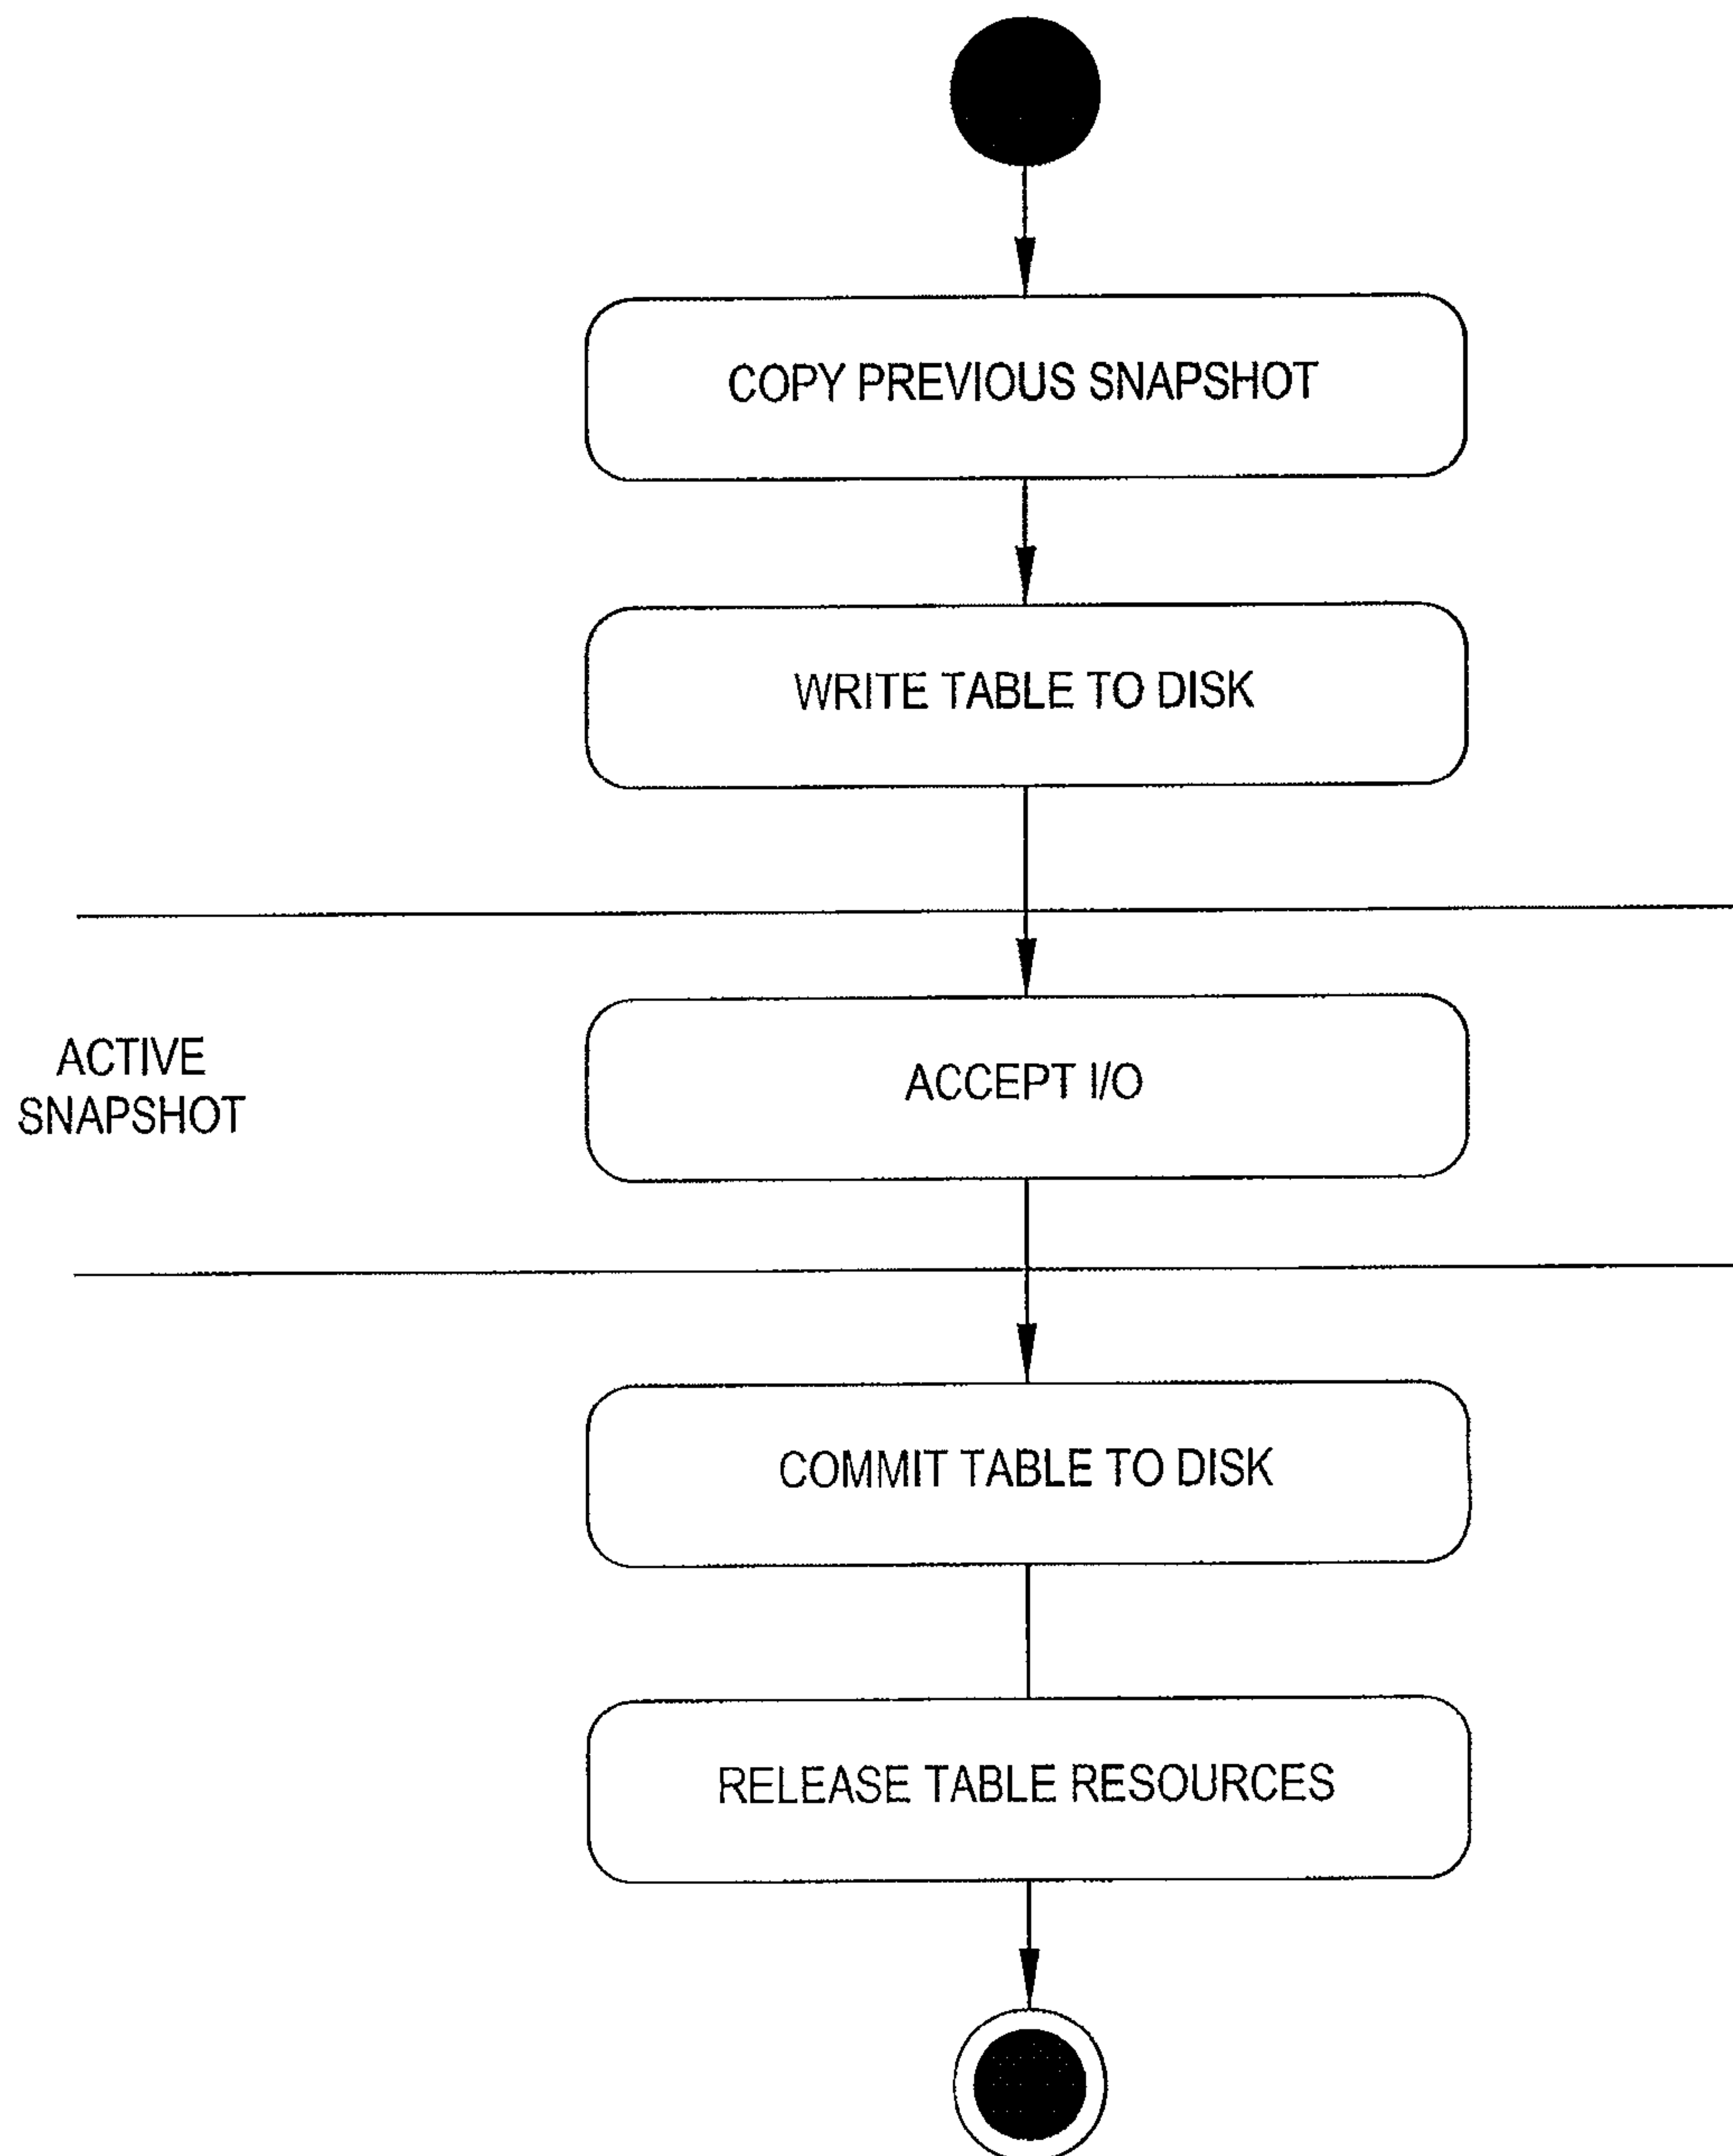 COPY PREVIOUS SNAPSHOT
WRITE TABLE TO DISK
ACTIVE
SNAPSHOT
ACCEPT I/O
COMMIT TABLE TO DISK
RELEASE TABLE RESOURCES